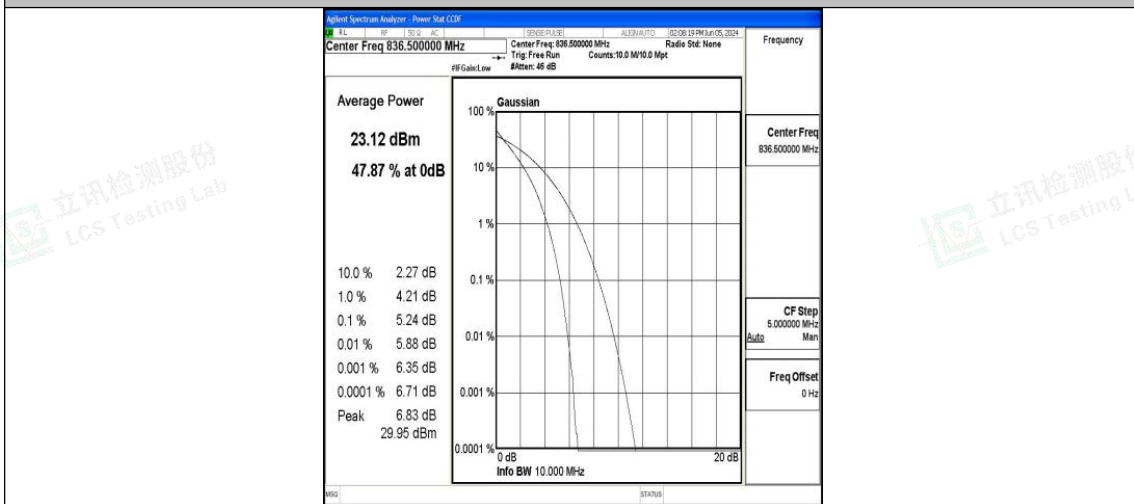 Agilent Spectrum Analyzer - Power Stat CCDF
RL RF 50 Ω AC SENSE:PULSE ALIGN AUTO 02:08:19 PM Jun 05, 2024
Center Freq 836.500000 MHz
Center Freq: 836.500000 MHz Radio Std: None
Trig: Free Run Counts:10.0 M/10.0 Mpt
#IFGain:Low #Atten: 46 dB
Frequency
Average Power
23.12 dBm
47.87 % at 0dB
10.0 % 2.27 dB
1.0 % 4.21 dB
0.1 % 5.24 dB
0.01 % 5.88 dB
0.001 % 6.35 dB
0.0001 % 6.71 dB
Peak 6.83 dB
29.95 dBm
Gaussian
100 %
10 %
1 %
0.1 %
0.01 %
0.001 %
0.0001 %
0 dB 20 dB
Info BW 10.000 MHz
Center Freq
836.500000 MHz
CF Step
5.000000 MHz
Auto Man
Freq Offset
0 Hz
MSG STATUS
立讯检测股份
LCS Testing Lab
立讯检测股份
LCS Testing L